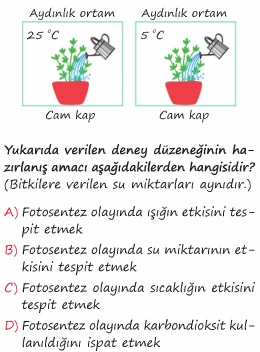 Aydınlık ortam Aydınlık ortam
25 °C 5 °C
Cam kap Cam kap
Yukarıda verilen deney düzeneğinin ha-
zırlanış amacı aşağıdakilerden hangisidir?
(Bitkilere verilen su miktarları aynıdır.)
A) Fotosentez olayında ışığın etkisini tes-
pit etmek
B) Fotosentez olayında su miktarının et-
kisini tespit etmek
C) Fotosentez olayında sıcaklığın etkisini
tespit etmek
D) Fotosentez olayında karbondioksit kul-
lanıldığını ispat etmek